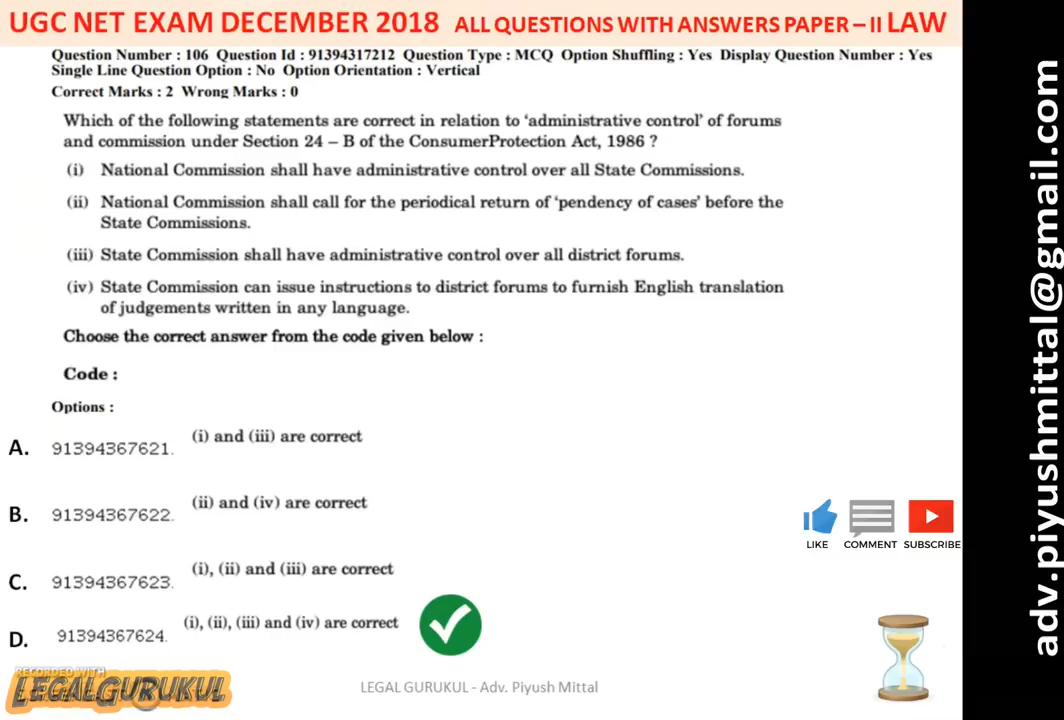 UGC NET EXAM DECEMBER 2018 ALL QUESTIONS WITH ANSWERS PAPER – II LAW
Question Number : 106 Question Id : 91394317212 Question Type : MCQ Option Shuffling : Yes Display Question Number : Yes
Single Line Question Option : No Option Orientation : Vertical
Correct Marks : 2 Wrong Marks : 0
Which of the following statements are correct in relation to ‘administrative control’ of forums
and commission under Section 24 – B of the ConsumerProtection Act, 1986 ?
(i) National Commission shall have administrative control over all State Commissions.
(ii) National Commission shall call for the periodical return of ‘pendency of cases’ before the
State Commissions.
(iii) State Commission shall have administrative control over all district forums.
(iv) State Commission can issue instructions to district forums to furnish English translation
of judgements written in any language.
Choose the correct answer from the code given below :
Code :
Options :
A. 91394367621. (i) and (iii) are correct
B. 91394367622. (ii) and (iv) are correct
C. 91394367623. (i), (ii) and (iii) are correct
D. 91394367624. (i), (ii), (iii) and (iv) are correct
LIKE COMMENT SUBSCRIBE
RECORDED WITH
LEGALGURUKUL
LEGAL GURUKUL - Adv. Piyush Mittal
adv.piyushmittal@gmail.com